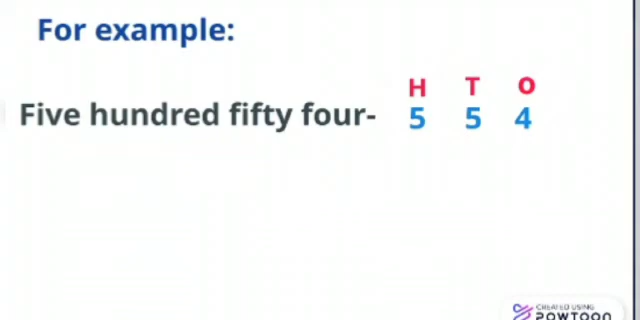 For example:
H T O
Five hundred fifty four- 5 5 4
CREATED USING
POWTOON